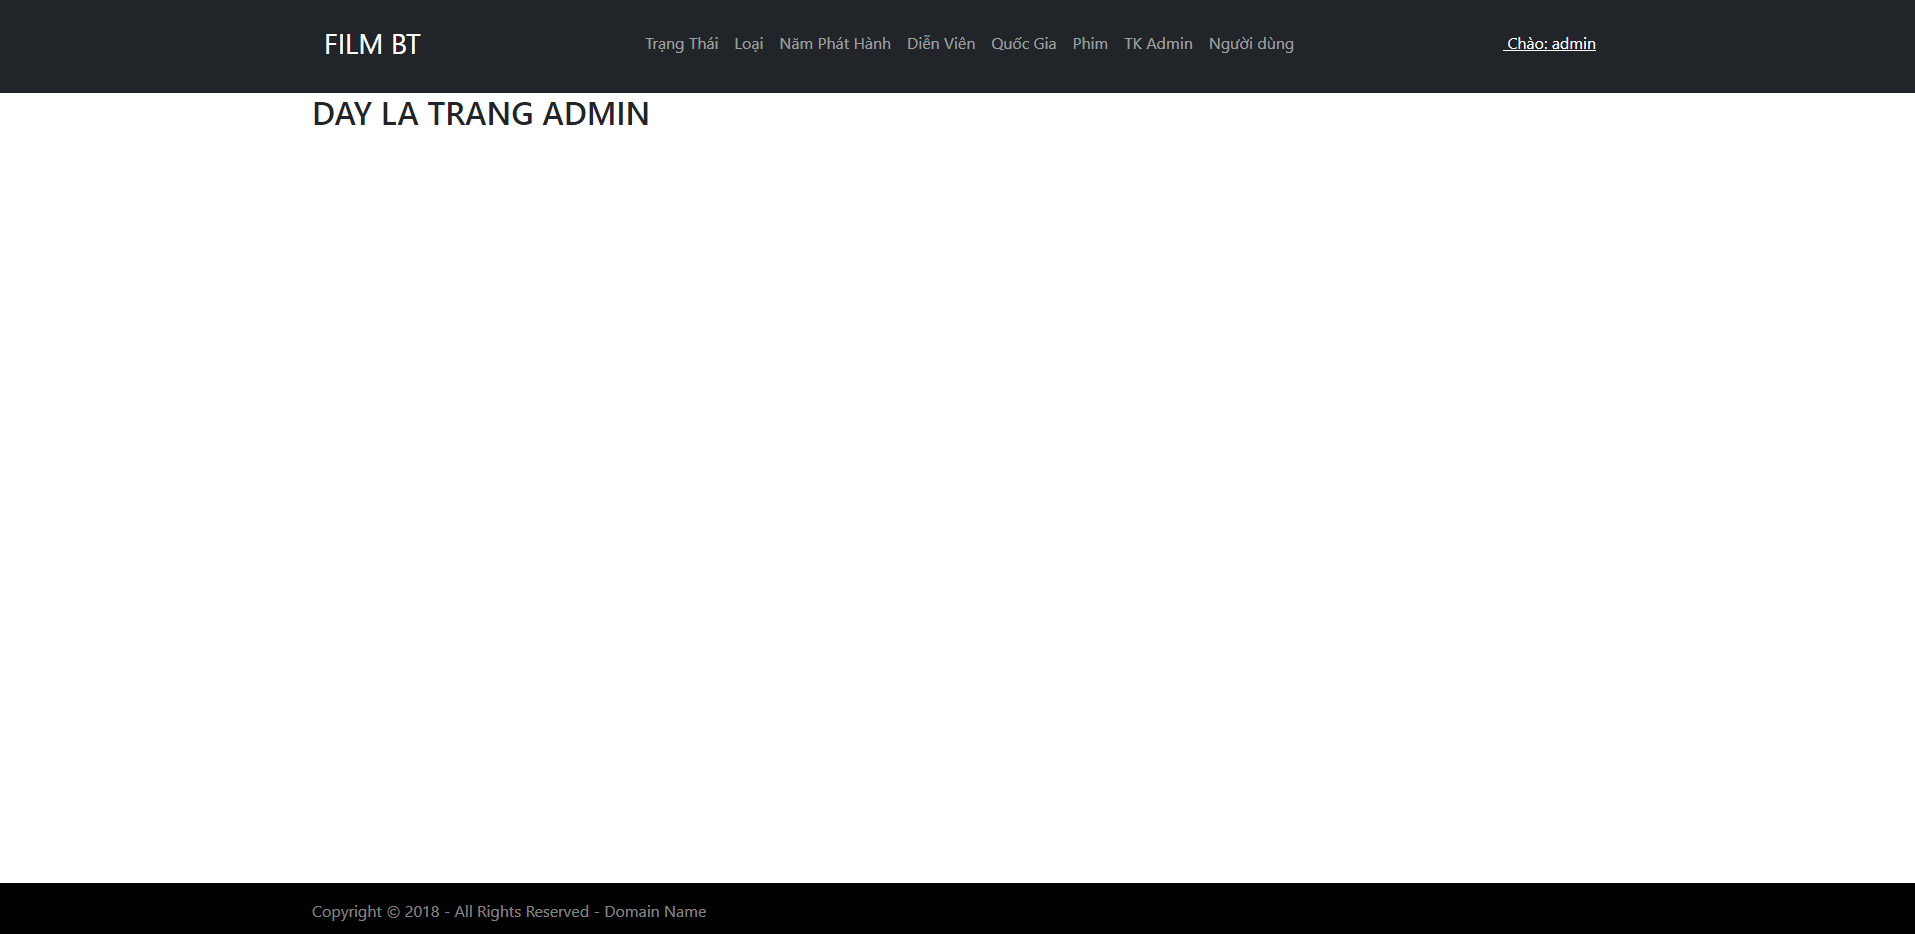 FILM BT
Trạng Thái Loại Năm Phát Hành Diễn Viên Quốc Gia Phim TK Admin Người dùng
Chào: admin
DAY LA TRANG ADMIN
Copyright © 2018 - All Rights Reserved - Domain Name